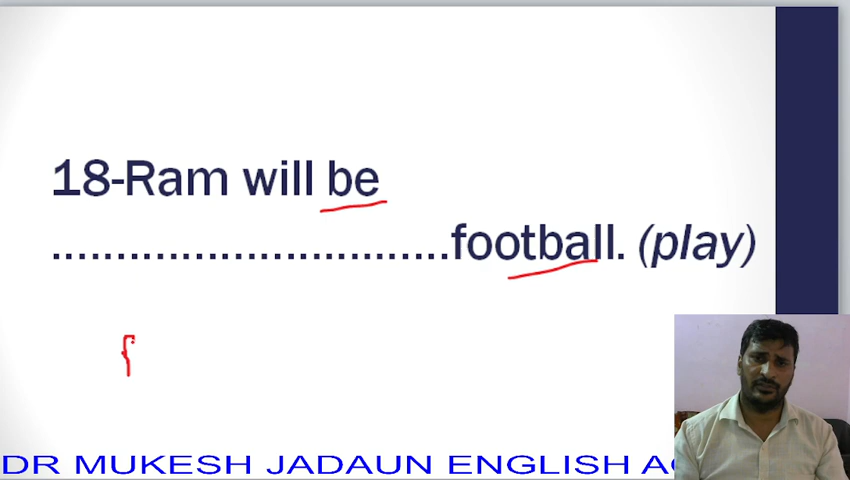 18-Ram will be
...............................football. (play)
DR MUKESH JADAUN ENGLISH